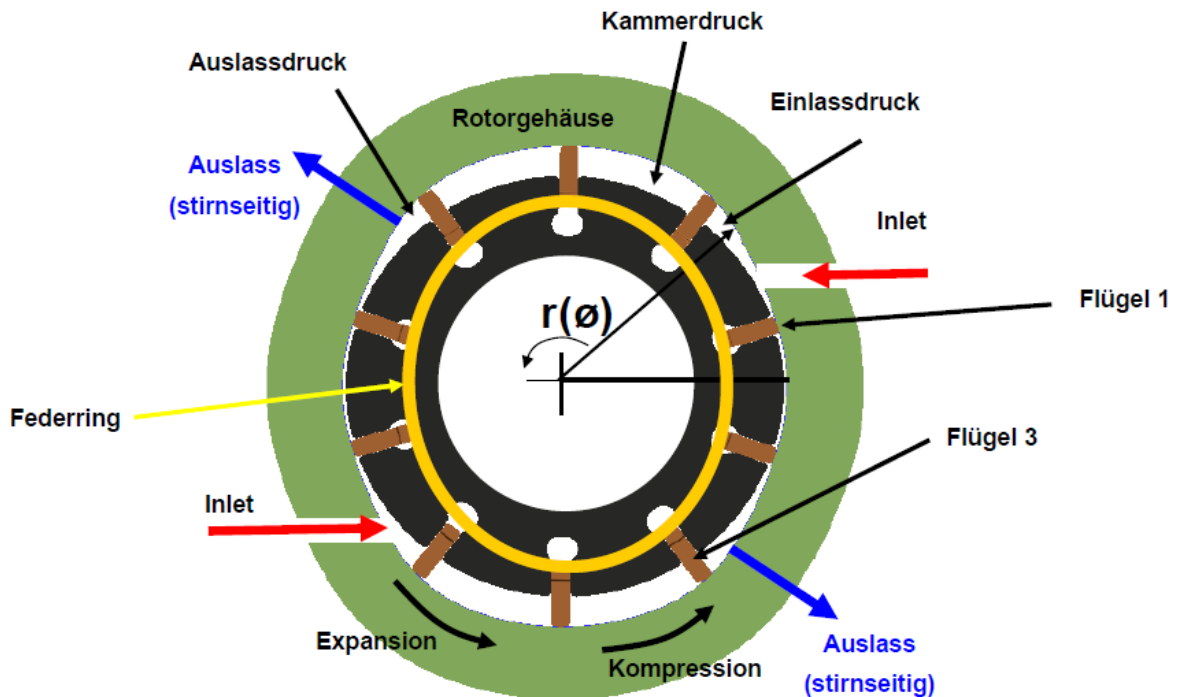 Kammerdruck
Auslassdruck
Einlassdruck
Rotorgehäuse
Auslass
(stirnseitig)
Inlet
Flügel 1
r(ø)
Federring
Flügel 3
Inlet
Expansion
Kompression
Auslass
(stirnseitig)